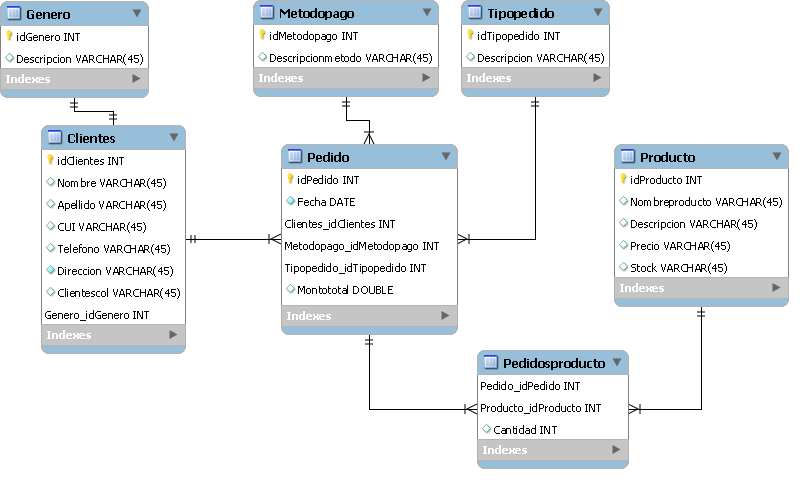 Genero
idGenero INT
Descripcion VARCHAR(45)
Indexes
Metodopago
idMetodopago INT
Descripcionmetodo VARCHAR(45)
Indexes
Tipopedido
idTipopedido INT
Descripcion VARCHAR(45)
Indexes
Clientes
idClientes INT
Nombre VARCHAR(45)
Apellido VARCHAR(45)
CUI VARCHAR(45)
Telefono VARCHAR(45)
Direccion VARCHAR(45)
Clientescol VARCHAR(45)
Genero_idGenero INT
Indexes
Pedido
idPedido INT
Fecha DATE
Clientes_idClientes INT
Metodopago_idMetodopago INT
Tipopedido_idTipopedido INT
Montototal DOUBLE
Indexes
Producto
idProducto INT
Nombreproducto VARCHAR(45)
Descripcion VARCHAR(45)
Precio VARCHAR(45)
Stock VARCHAR(45)
Indexes
Pedidosproducto
Pedido_idPedido INT
Producto_idProducto INT
Cantidad INT
Indexes